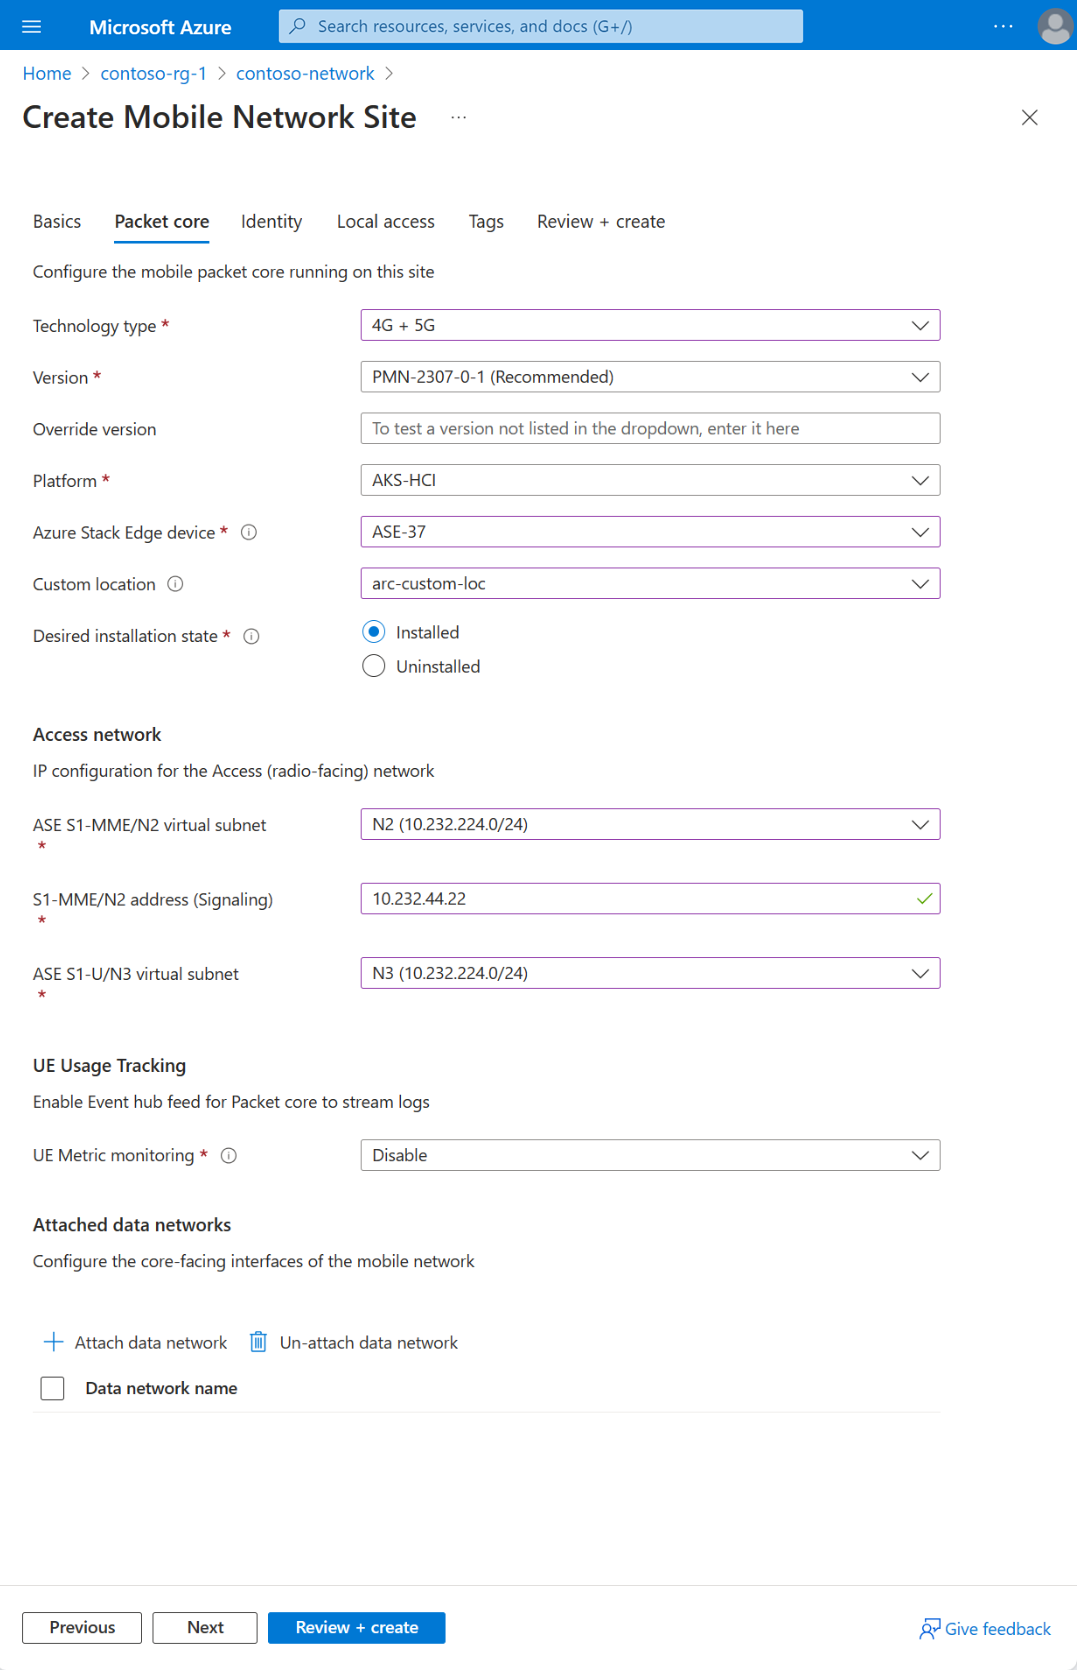 Microsoft Azure
Search resources, services, and docs (G+/)
Home > contoso-rg-1 > contoso-network >
Create Mobile Network Site ...
Basics Packet core Identity Local access Tags Review + create
Configure the mobile packet core running on this site
Technology type * 4G + 5G
Version * PMN-2307-0-1 (Recommended)
Override version To test a version not listed in the dropdown, enter it here
Platform * AKS-HCI
Azure Stack Edge device * ASE-37
Custom location arc-custom-loc
Desired installation state * Installed
Uninstalled
Access network
IP configuration for the Access (radio-facing) network
ASE S1-MME/N2 virtual subnet N2 (10.232.224.0/24)
*
S1-MME/N2 address (Signaling) 10.232.44.22
*
ASE S1-U/N3 virtual subnet N3 (10.232.224.0/24)
*
UE Usage Tracking
Enable Event hub feed for Packet core to stream logs
UE Metric monitoring * Disable
Attached data networks
Configure the core-facing interfaces of the mobile network
Attach data network Un-attach data network
Data network name
Previous Next Review + create Give feedback